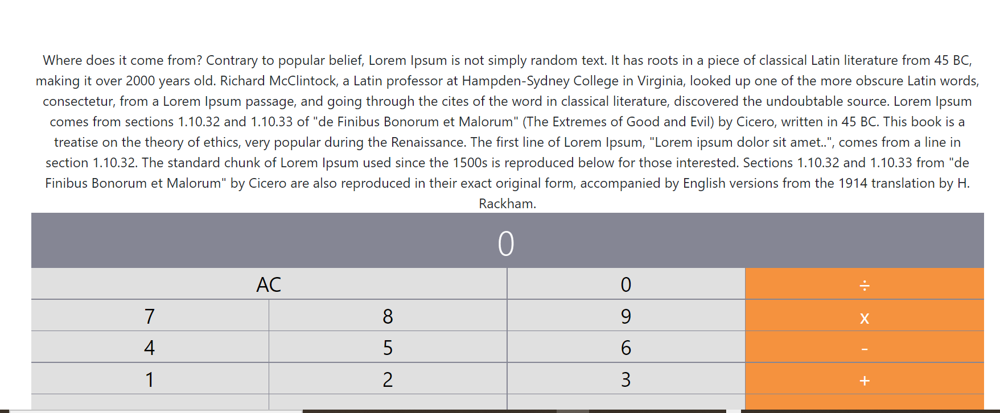 Where does it come from? Contrary to popular belief, Lorem Ipsum is not simply random text. It has roots in a piece of classical Latin literature from 45 BC,
making it over 2000 years old. Richard McClintock, a Latin professor at Hampden-Sydney College in Virginia, looked up one of the more obscure Latin words,
consectetur, from a Lorem Ipsum passage, and going through the cites of the word in classical literature, discovered the undoubtable source. Lorem Ipsum
comes from sections 1.10.32 and 1.10.33 of "de Finibus Bonorum et Malorum" (The Extremes of Good and Evil) by Cicero, written in 45 BC. This book is a
treatise on the theory of ethics, very popular during the Renaissance. The first line of Lorem Ipsum, "Lorem ipsum dolor sit amet..", comes from a line in
section 1.10.32. The standard chunk of Lorem Ipsum used since the 1500s is reproduced below for those interested. Sections 1.10.32 and 1.10.33 from "de
Finibus Bonorum et Malorum" by Cicero are also reproduced in their exact original form, accompanied by English versions from the 1914 translation by H.
Rackham.
0
AC 0 ÷
7 8 9 x
4 5 6 -
1 2 3 +